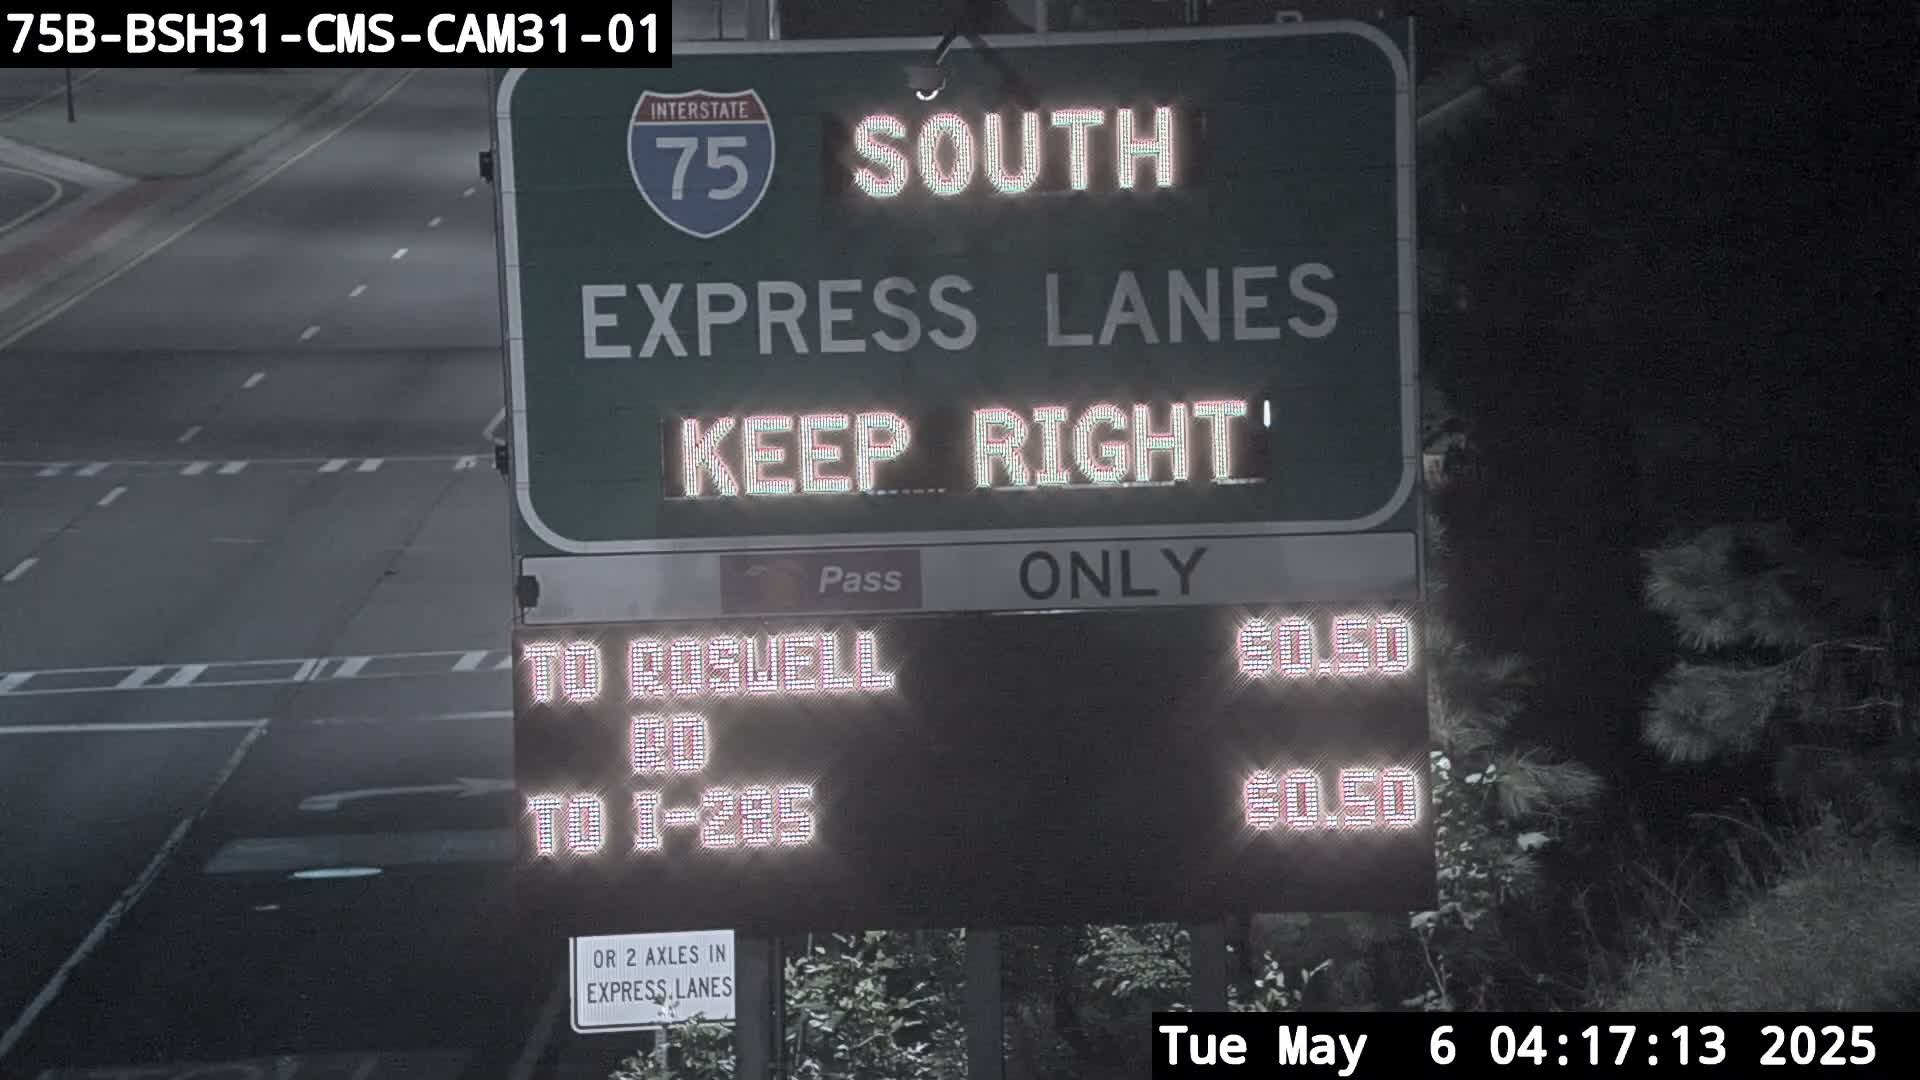 75B-BSH31-CMS-CAM31-01
INTERSTATE
75
SOUTH
EXPRESS LANES
KEEP RIGHT
Pass ONLY
TO ROSWELL $0.50
RD
TO I-285 $0.50
OR 2 AXLES IN
EXPRESS LANES
Tue May 6 04:17:13 2025